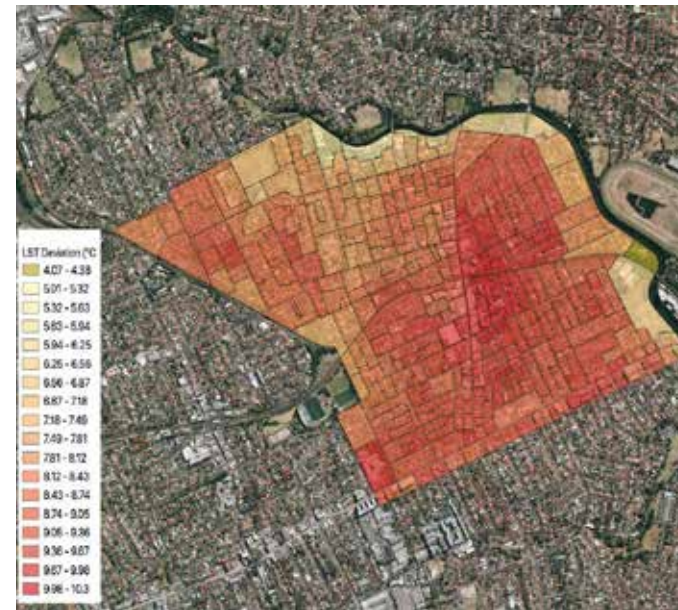 LST Deviation (°C
4.07 - 4.38
5.01 - 5.32
5.32 - 5.63
5.63 - 5.94
5.94 - 6.25
6.25 - 6.56
6.56 - 6.87
6.87 - 7.18
7.18 - 7.49
7.49 - 7.81
7.81 - 8.12
8.12 - 8.43
8.43 - 8.74
8.74 - 9.05
9.05 - 9.36
9.36 - 9.67
9.67 - 9.98
9.98 - 10.3